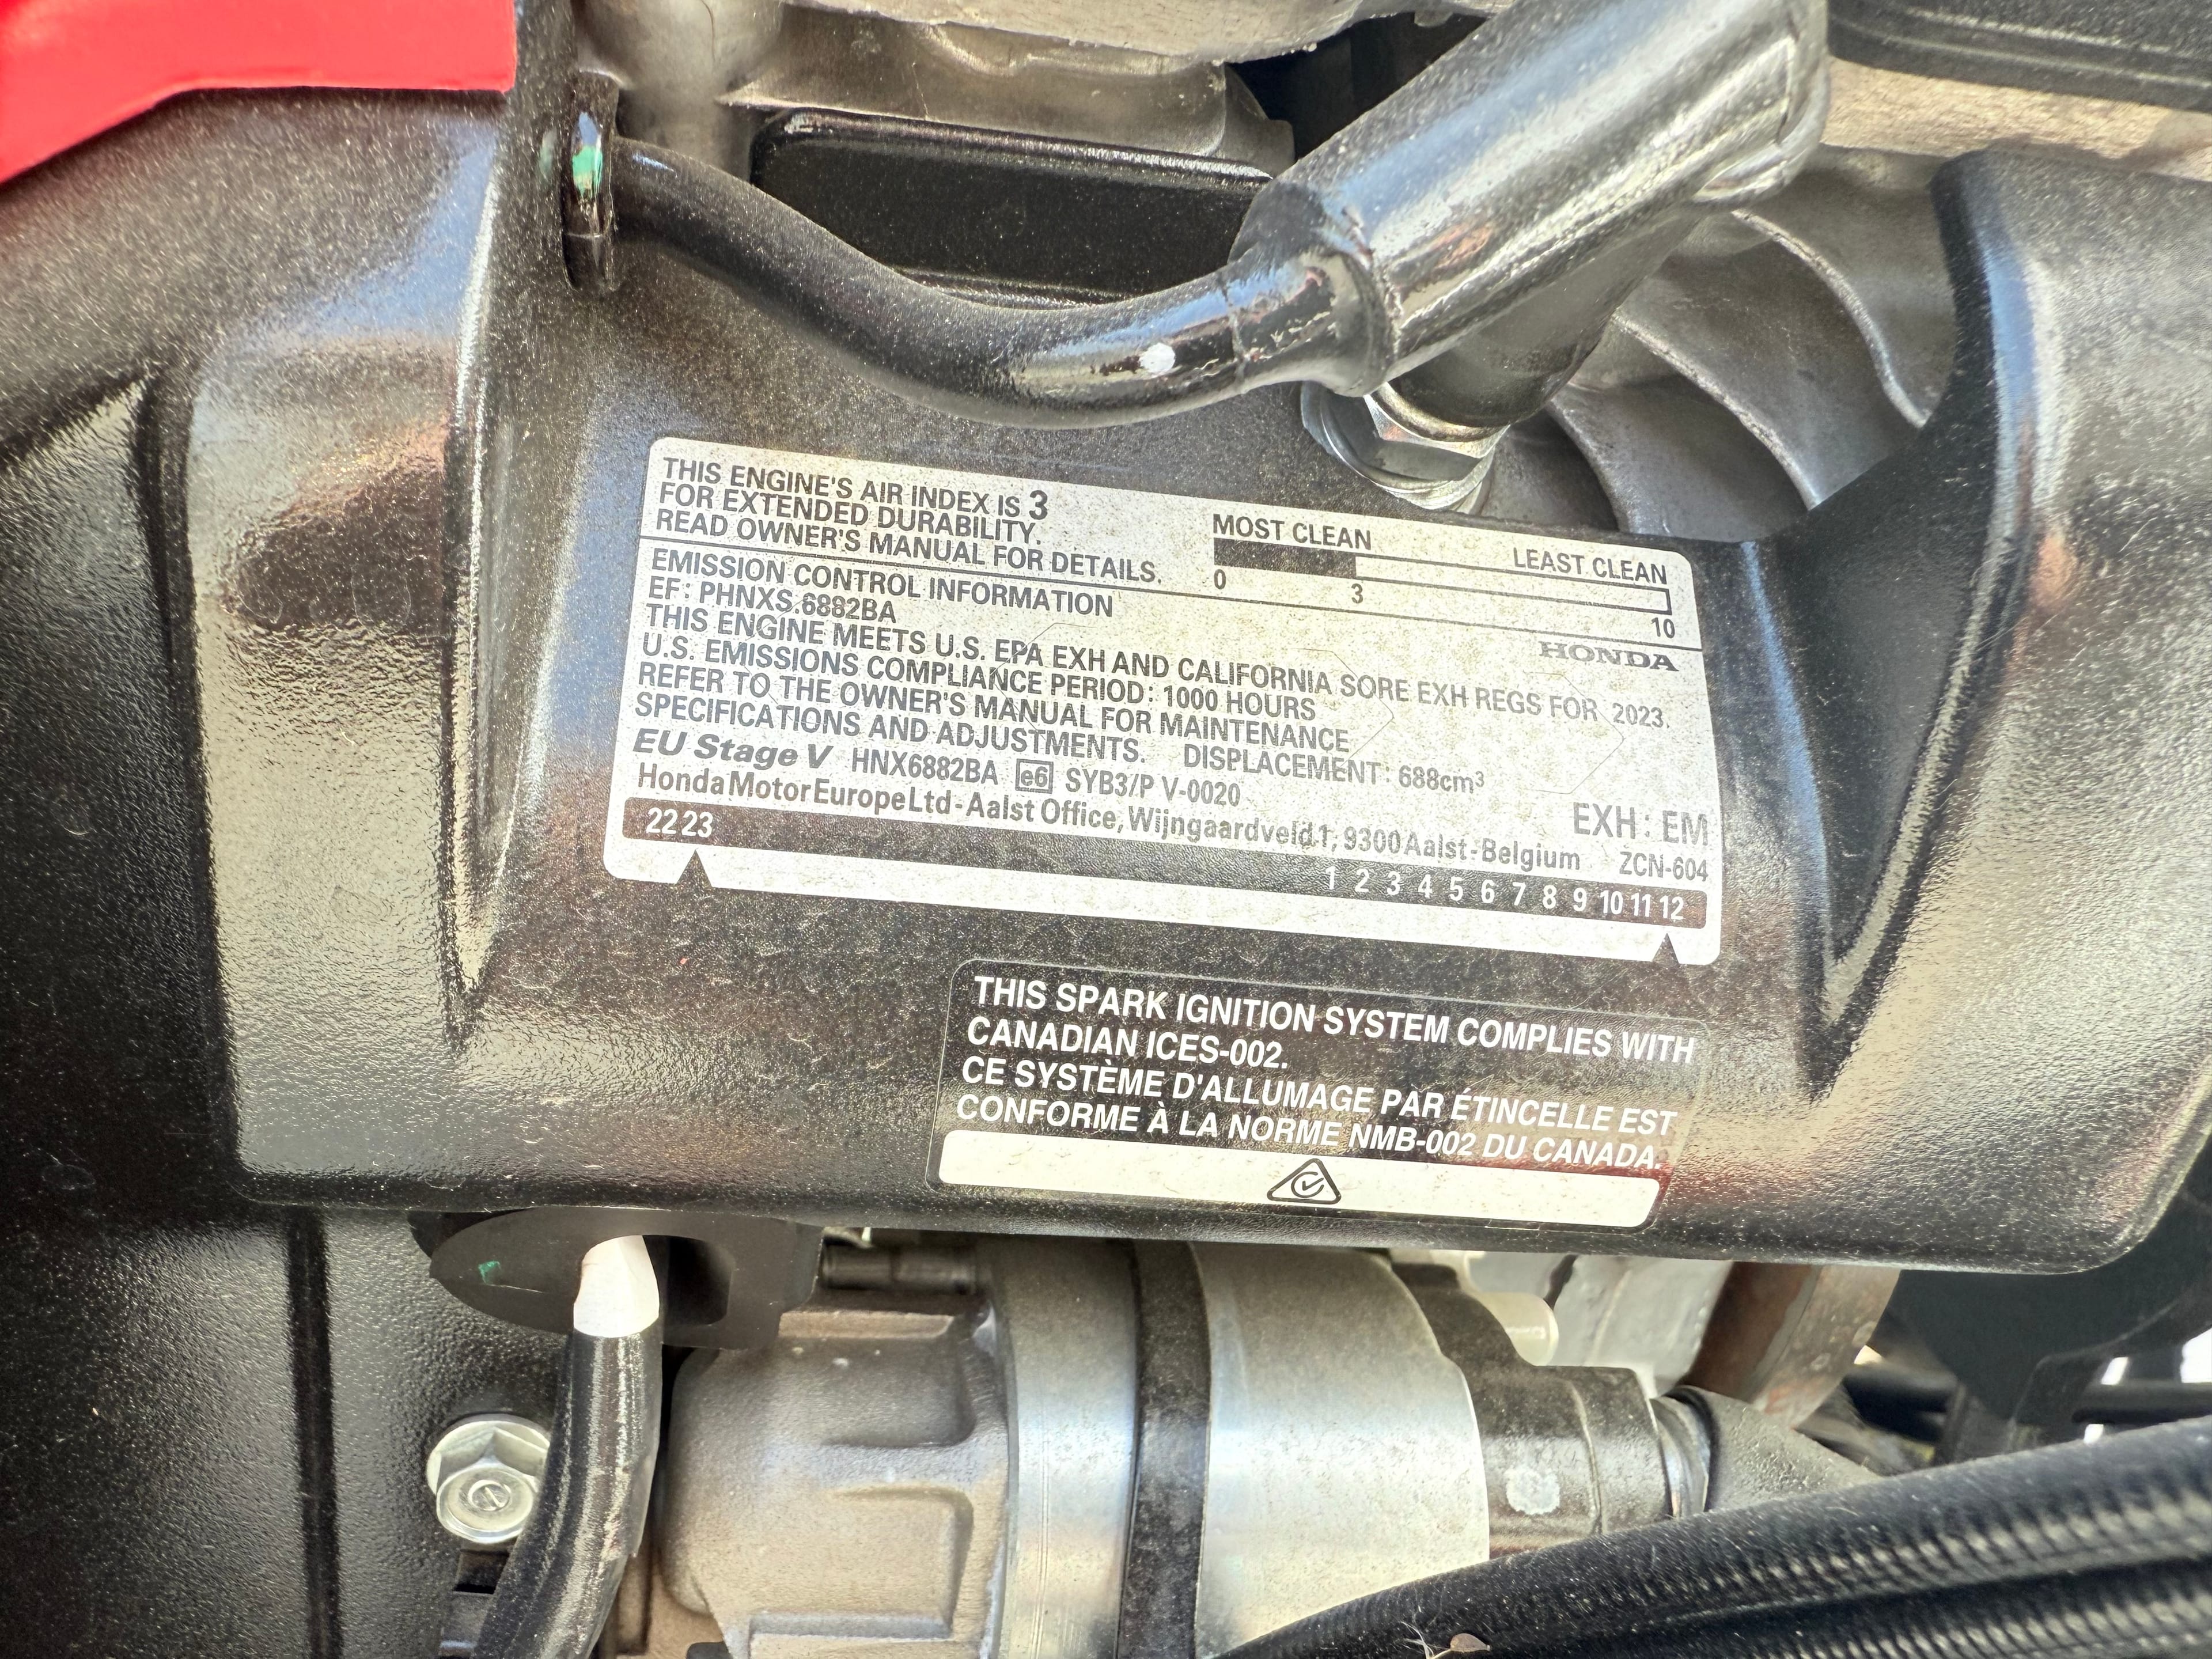 THIS ENGINE'S AIR INDEX IS 3
FOR EXTENDED DURABILITY.
READ OWNER'S MANUAL FOR DETAILS.
MOST CLEAN
LEAST CLEAN
0 3 10
EMISSION CONTROL INFORMATION
HONDA
EF: PHNXS.6882BA
THIS ENGINE MEETS U.S. EPA EXH AND CALIFORNIA SORE EXH REGS FOR 2023.
U.S. EMISSIONS COMPLIANCE PERIOD: 1000 HOURS
REFER TO THE OWNER'S MANUAL FOR MAINTENANCE
SPECIFICATIONS AND ADJUSTMENTS. DISPLACEMENT: 688cm³
EU Stage V HNX6882BA e6 SYB3/P V-0020
EXH: EM
Honda Motor Europe Ltd - Aalst Office, Wijngaardveld 1, 9300 Aalst - Belgium
ZCN-604
22 23
1 2 3 4 5 6 7 8 9 10 11 12
THIS SPARK IGNITION SYSTEM COMPLIES WITH
CANADIAN ICES-002.
CE SYSTÈME D'ALLUMAGE PAR ÉTINCELLE EST
CONFORME À LA NORME NMB-002 DU CANADA.